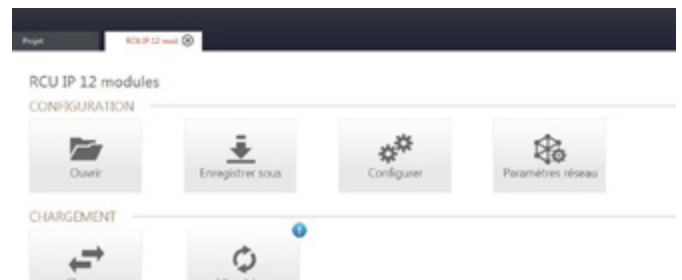 Projet RCU IP 12 mod
RCU IP 12 modules
CONFIGURATION
Ouvrir Enregistrer sous Configurer Paramètres réseau
CHARGEMENT